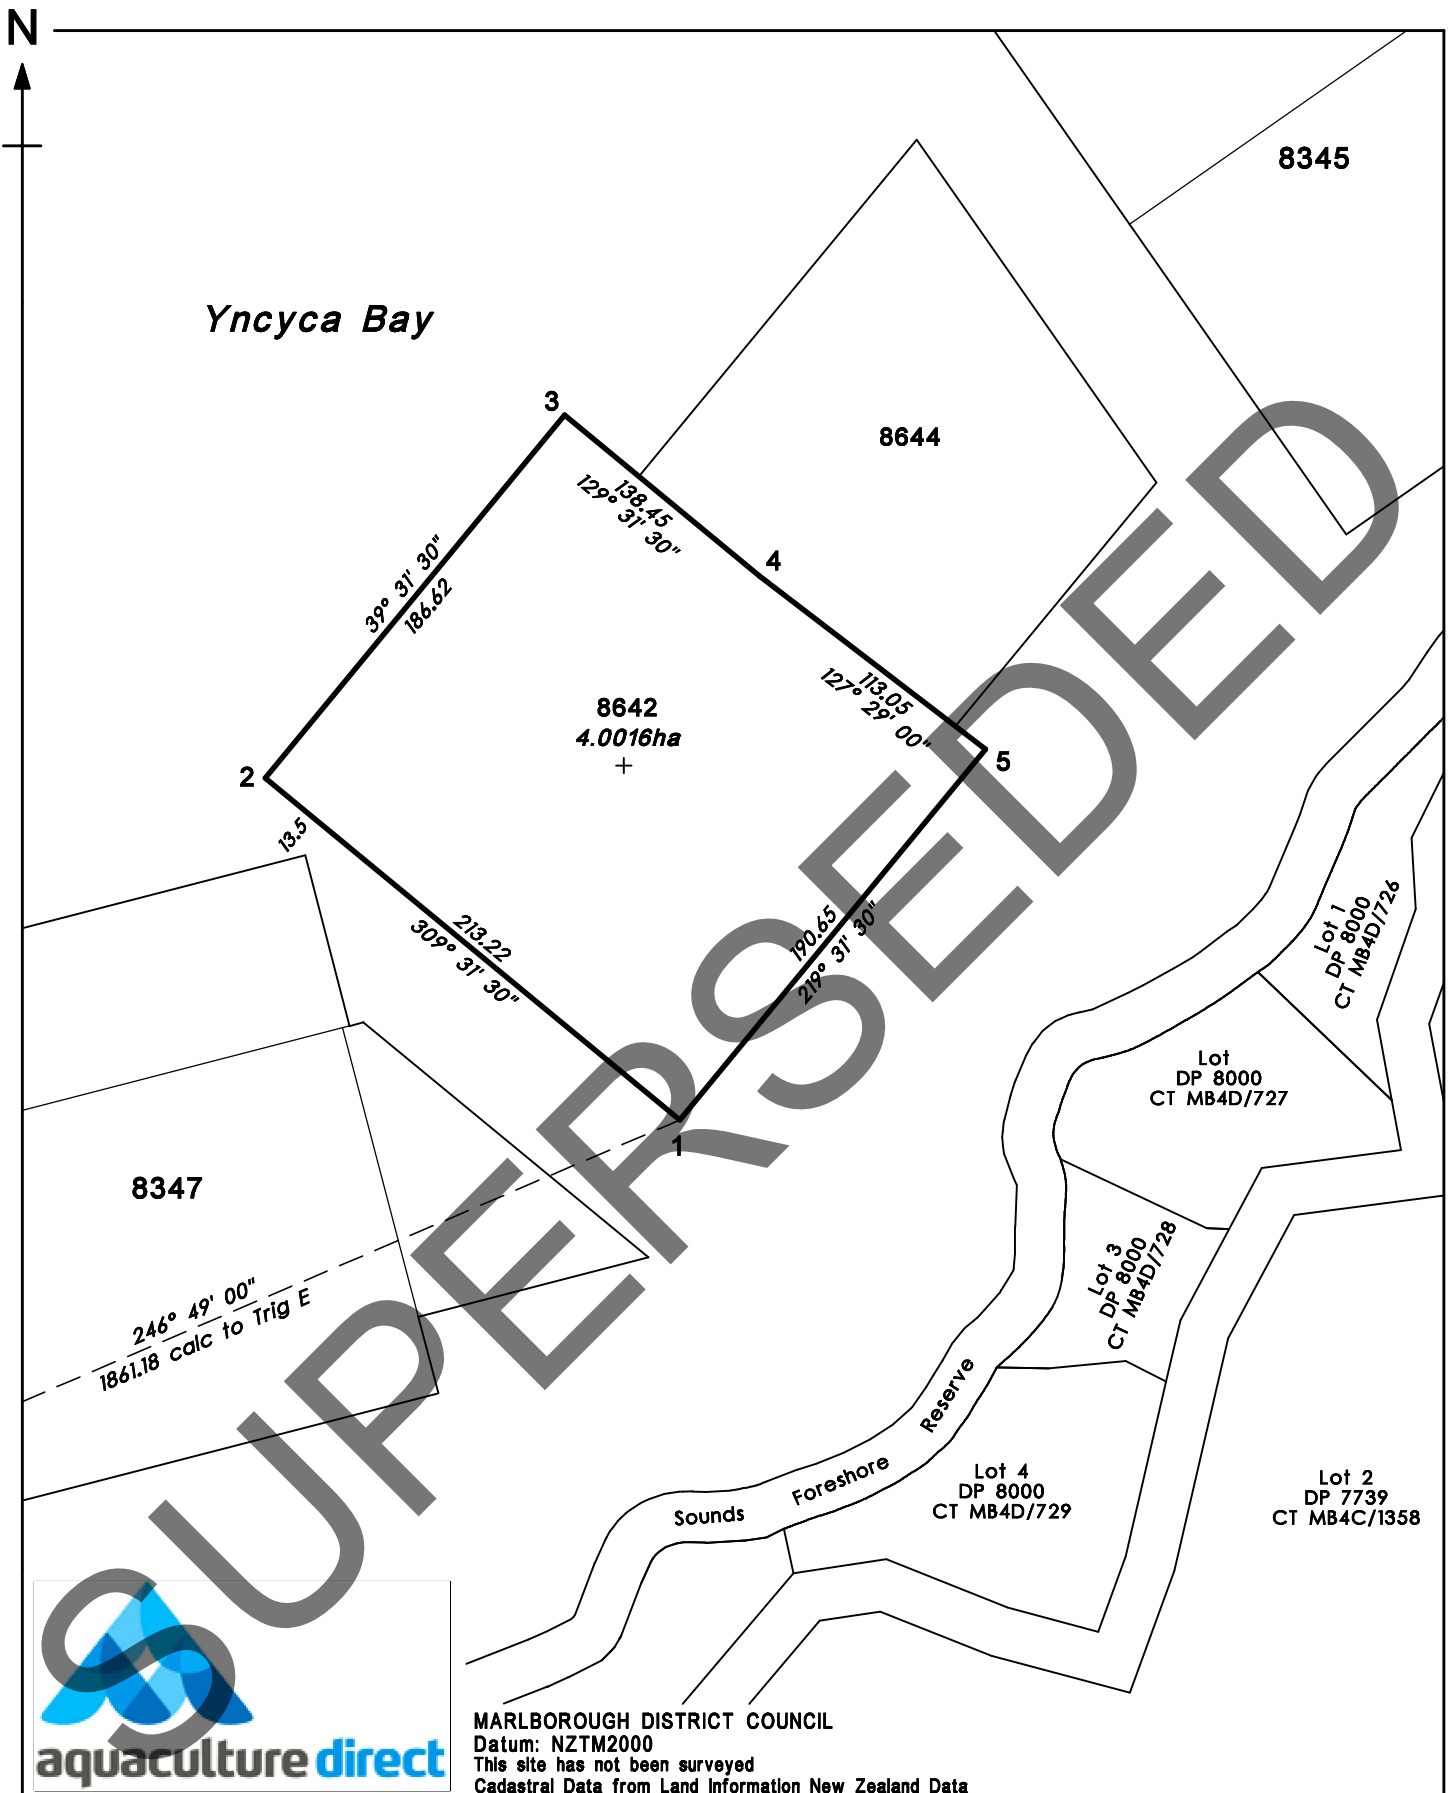 N
8345
Yncyca Bay
3
8644
138.45
129° 31' 30"
4
39° 31' 30"
186.62
113.05
127° 29' 00"
8642
4.0016ha
5
2
13.5
213.22
309° 31' 30"
190.65
219° 31' 30"
Lot 1
DP 8000
CT MB4D/726
Lot
DP 8000
CT MB4D/727
1
8347
Lot 3
DP 8000
CT MB4D/728
246° 49' 00"
1861.18 calc to Trig E
Sounds Foreshore Reserve
Lot 4
DP 8000
CT MB4D/729
Lot 2
DP 7739
CT MB4C/1358
SUPERSEDED
aquaculture direct
MARLBOROUGH DISTRICT COUNCIL
Datum: NZTM2000
This site has not been surveyed
Cadastral Data from Land Information New Zealand Data